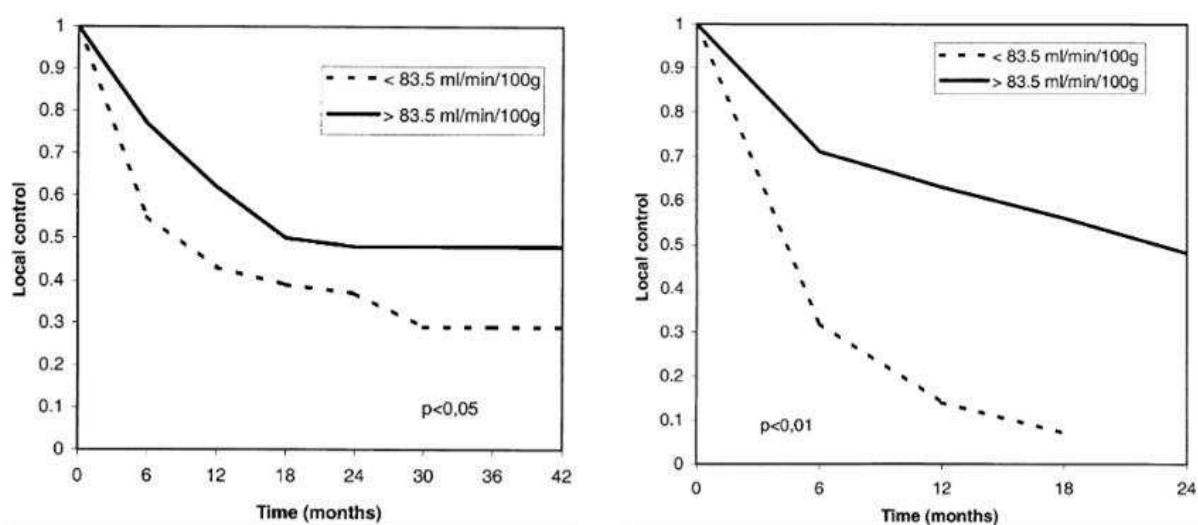 1
0.9
0.8
0.7
0.6
0.5
0.4
0.3
0.2
0.1
0
Local control
< 83.5 ml/min/100g
> 83.5 ml/min/100g
p<0,05
0 6 12 18 24 30 36 42
Time (months)
1
0.9
0.8
0.7
0.6
0.5
0.4
0.3
0.2
0.1
0
Local control
< 83.5 ml/min/100g
> 83.5 ml/min/100g
p<0,01
0 6 12 18 24
Time (months)